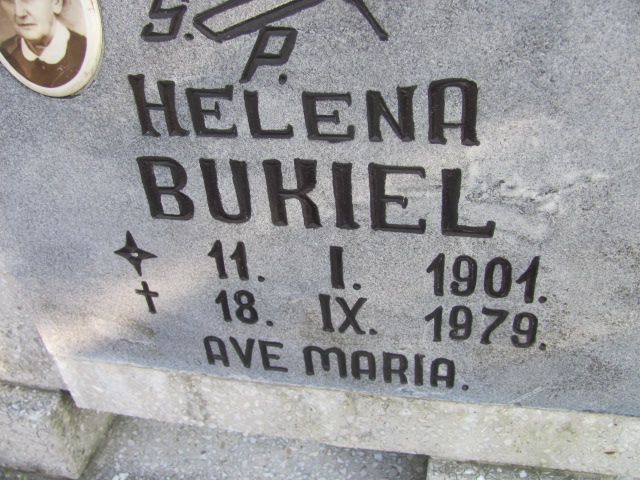 S.
P.
HELENA
BUKIEL
11. I. 1901.
18. IX. 1979.
AVE MARIA.